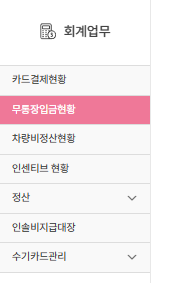 회계업무
카드결제현황
무통장입금현황
차량비정산현황
인센티브 현황
정산
인솔비지급대장
수기카드관리